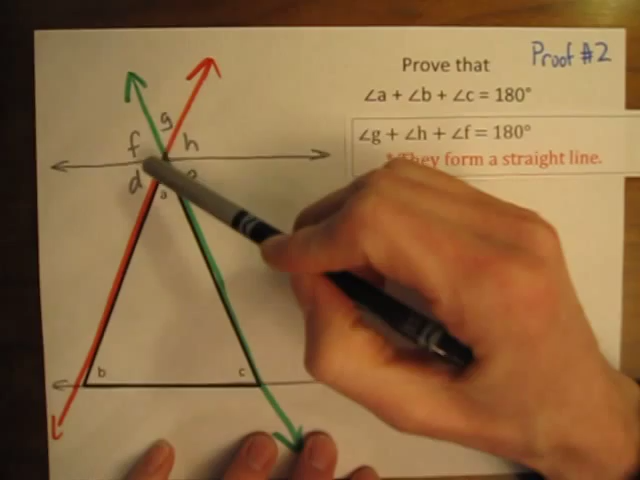 Proof #2
Prove that
∠a + ∠b + ∠c = 180°
∠g + ∠h + ∠f = 180°
* They form a straight line.
g
f
h
d
a
b
c